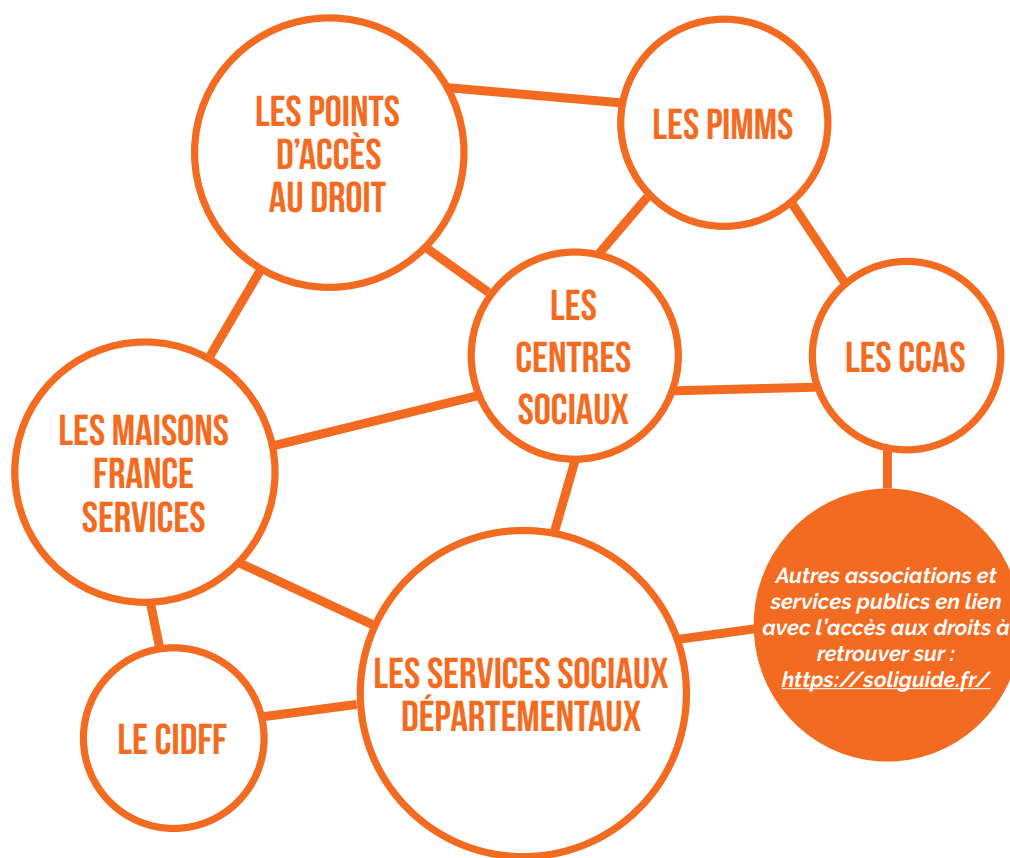 LES POINTS
D'ACCÈS
AU DROIT
LES PIMMS
LES
CENTRES
SOCIAUX
LES CCAS
LES MAISONS
FRANCE
SERVICES
Autres associations et
services publics en lien
avec l'accès aux droits à
retrouver sur :
https://soliguide.fr/
LES SERVICES SOCIAUX
DÉPARTEMENTAUX
LE CIDFF